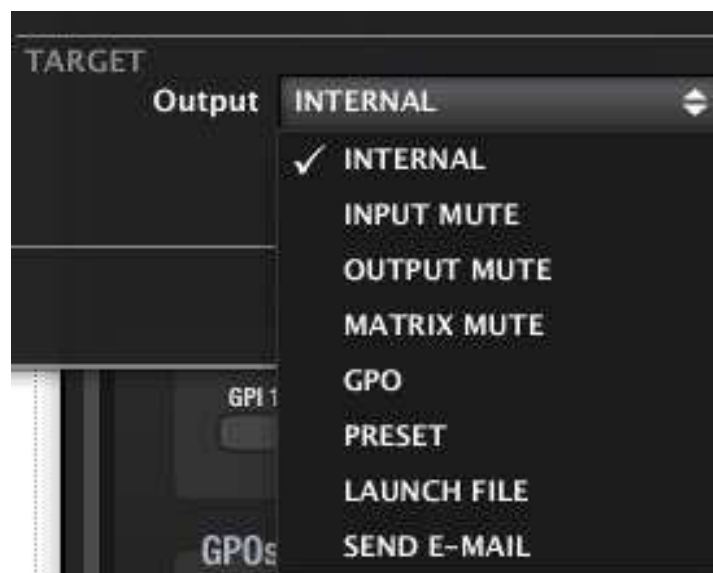 TARGET
Output INTERNAL
✓ INTERNAL
INPUT MUTE
OUTPUT MUTE
MATRIX MUTE
GPO
PRESET
LAUNCH FILE
SEND E-MAIL
GPI 1
GPOs